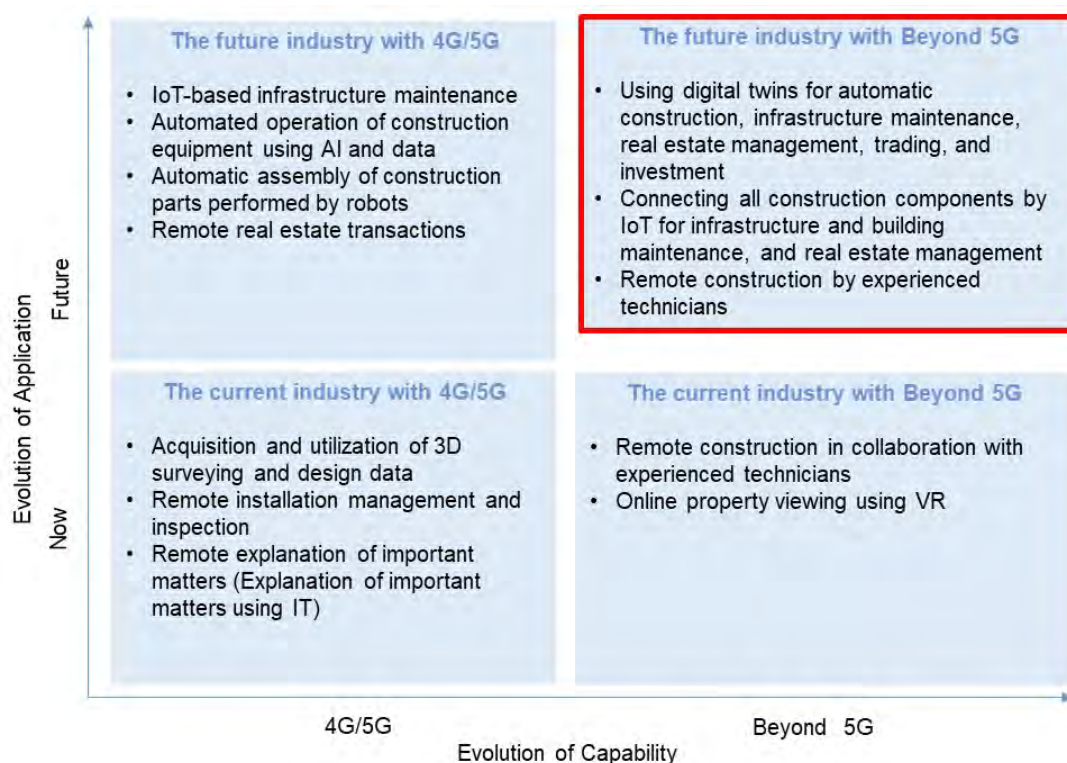 The future industry with 4G/5G
• IoT-based infrastructure maintenance
• Automated operation of construction
equipment using AI and data
• Automatic assembly of construction
parts performed by robots
• Remote real estate transactions
The future industry with Beyond 5G
• Using digital twins for automatic
construction, infrastructure maintenance,
real estate management, trading, and
investment
• Connecting all construction components by
IoT for infrastructure and building
maintenance, and real estate management
• Remote construction by experienced
technicians
The current industry with 4G/5G
• Acquisition and utilization of 3D
surveying and design data
• Remote installation management and
inspection
• Remote explanation of important
matters (Explanation of important
matters using IT)
The current industry with Beyond 5G
• Remote construction in collaboration with
experienced technicians
• Online property viewing using VR
Evolution of Application
Future
Now
4G/5G
Beyond 5G
Evolution of Capability